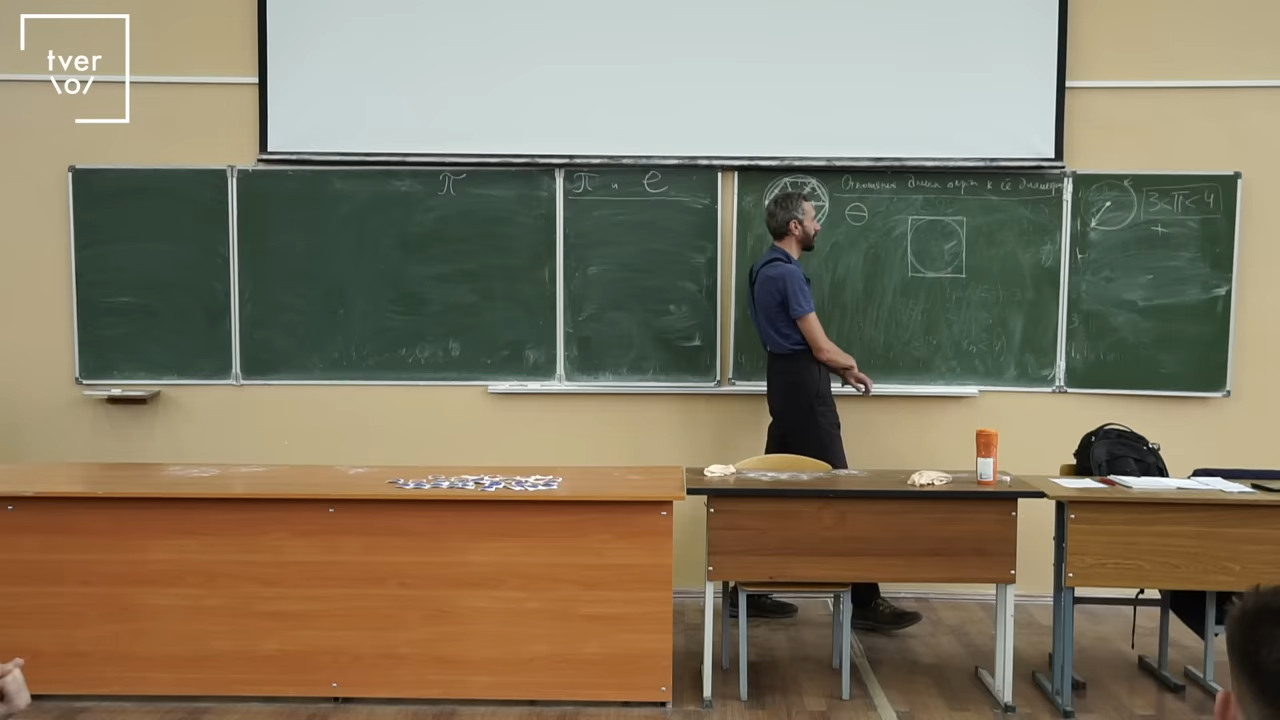 tver
\o/
π
π и e
Отношение длины окр. к её диаметру
3<π<4
+